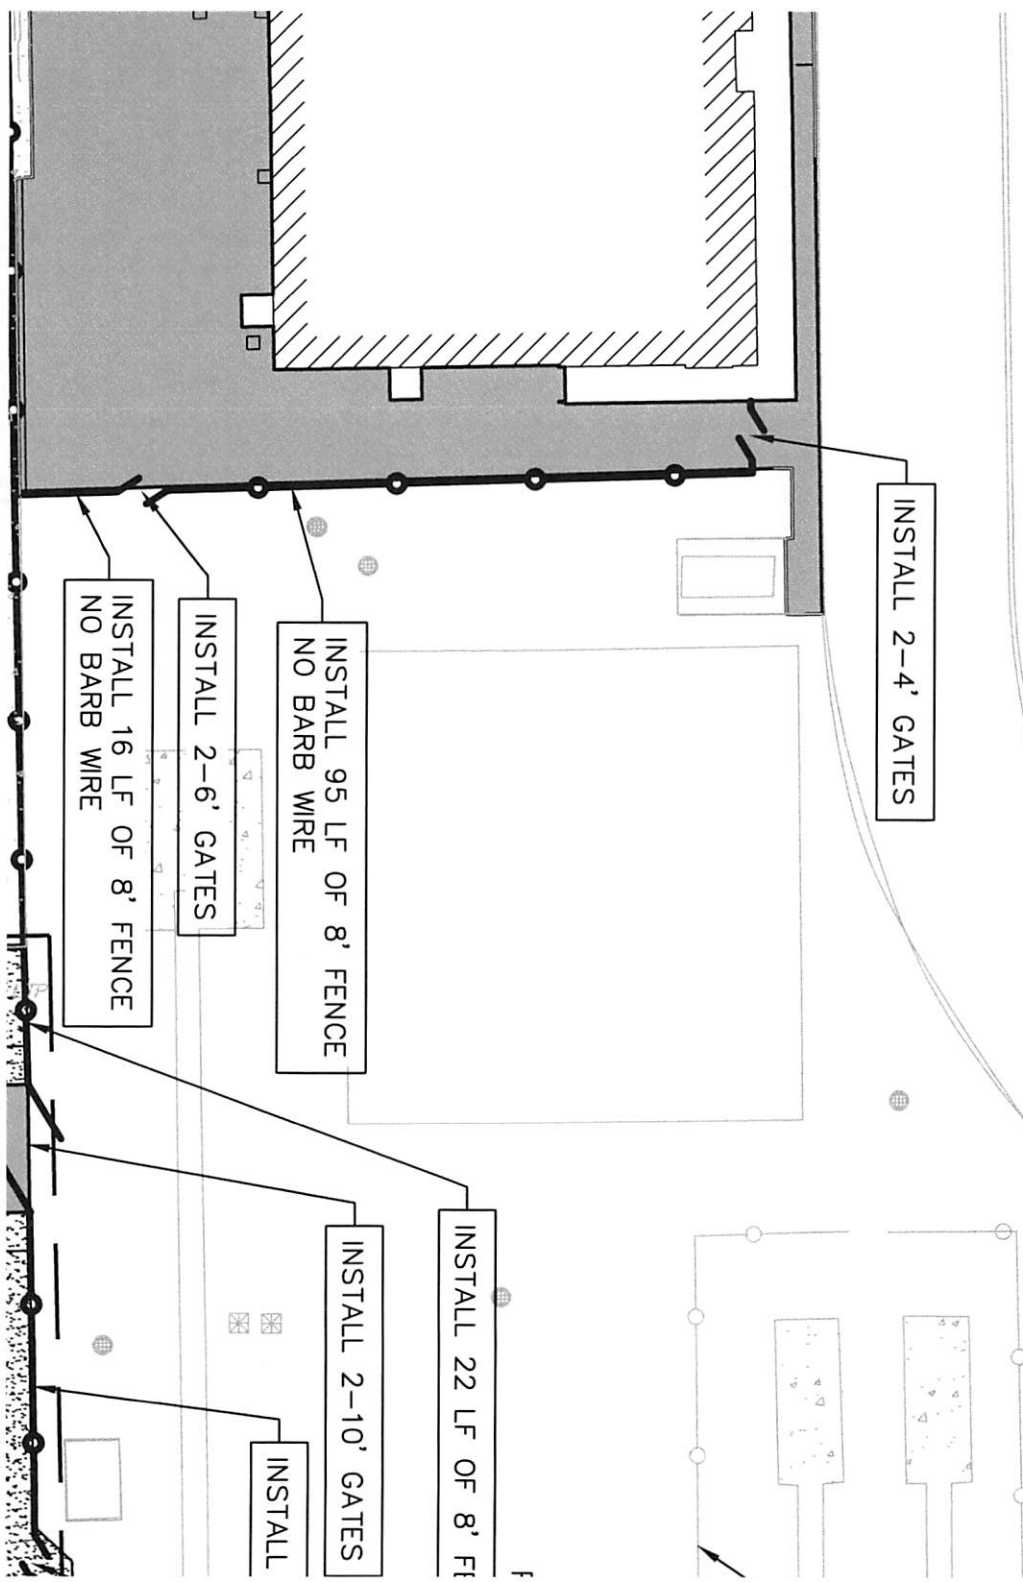 INSTALL 2-4' GATES
INSTALL 95 LF OF 8' FENCE
NO BARB WIRE
INSTALL 2-6' GATES
INSTALL 16 LF OF 8' FENCE
NO BARB WIRE
INSTALL 22 LF OF 8'
INSTALL 2-10' GATES
INSTALL